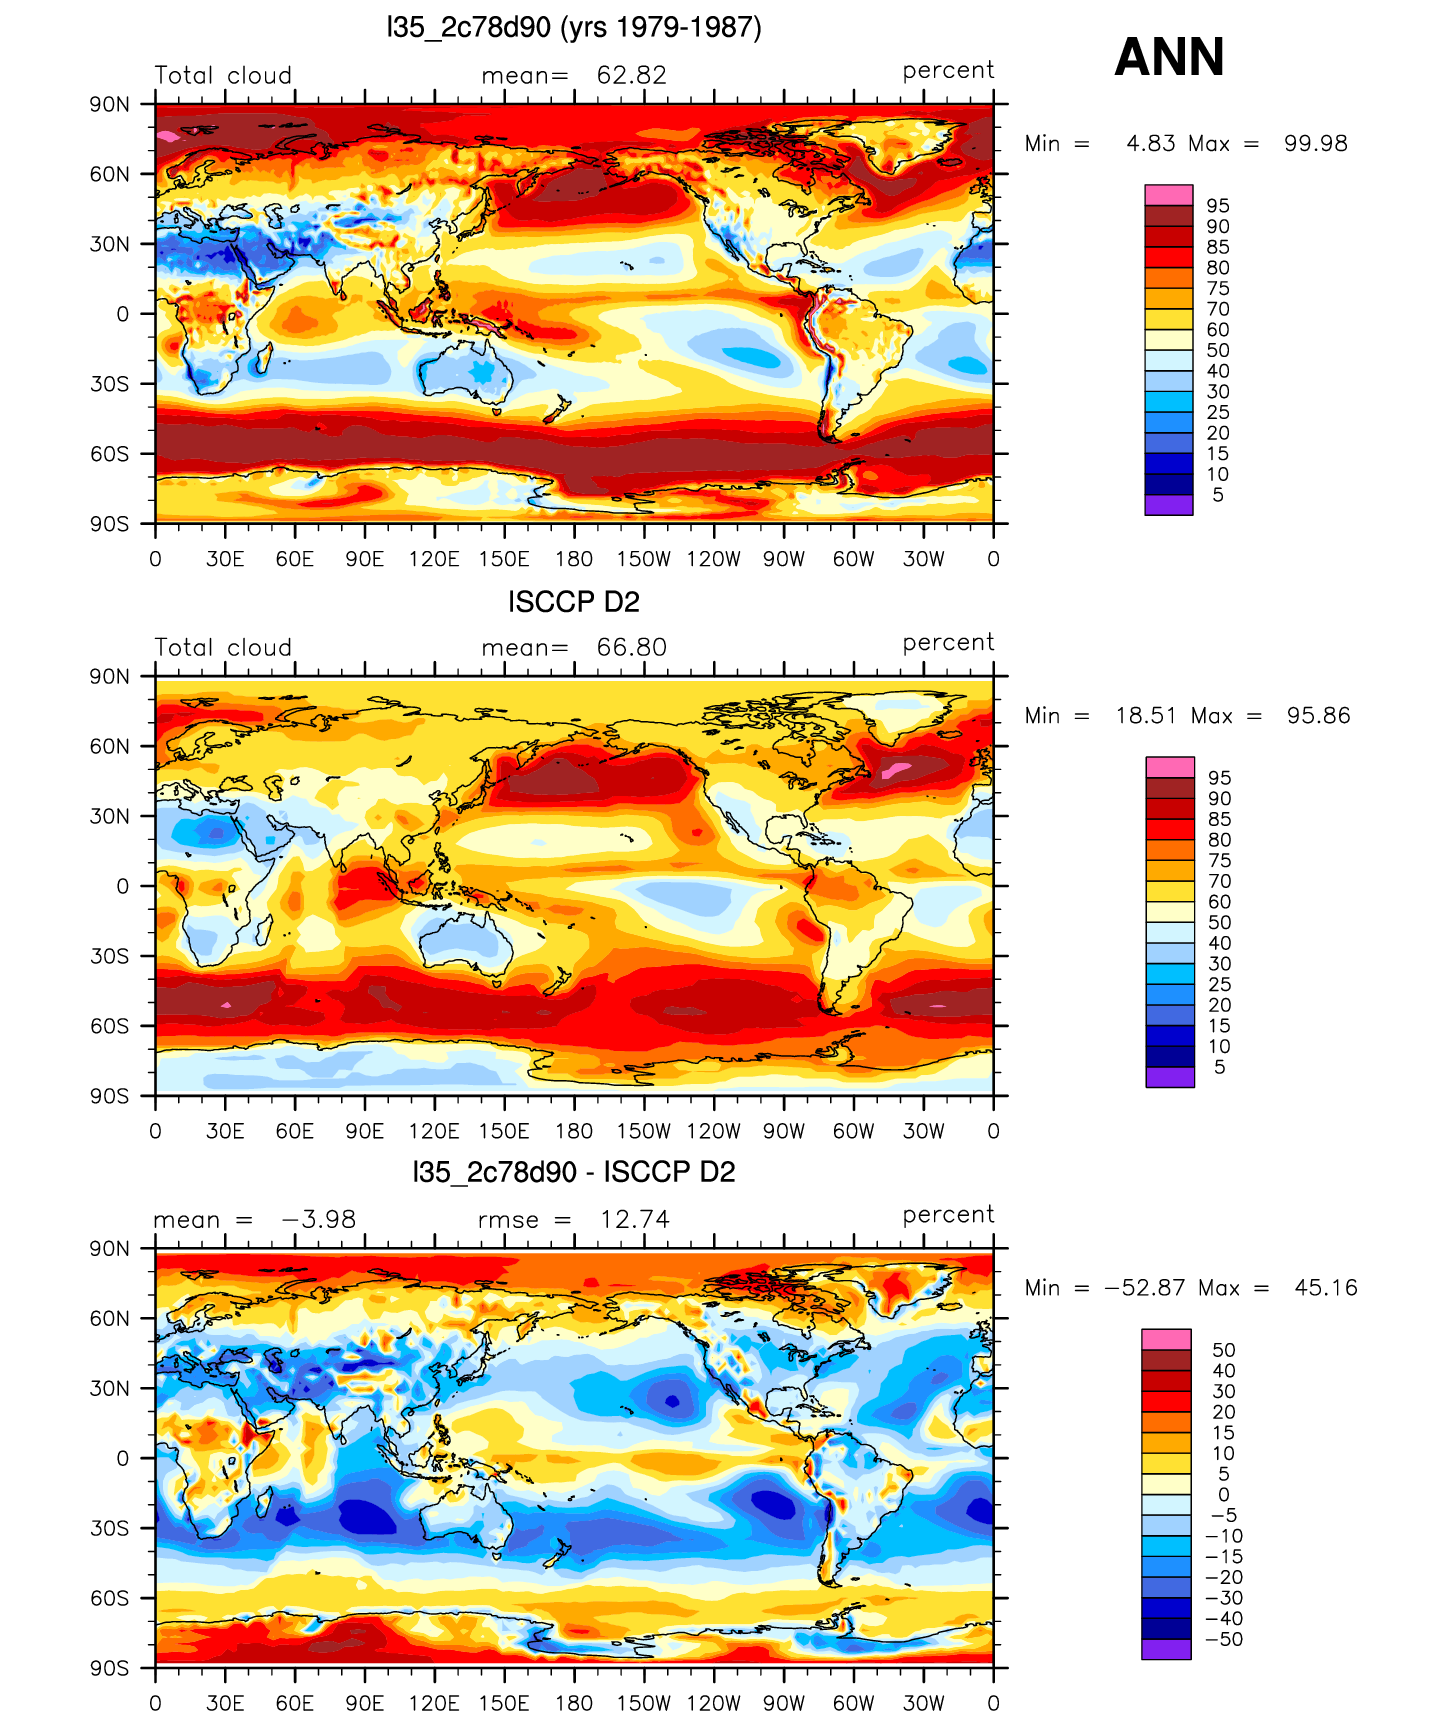 l35_2c78d90 (yrs 1979-1987)
ANN
Total cloud mean= 62.82 percent
Min = 4.83 Max = 99.98
90N
60N
30N
0
30S
60S
90S
0 30E 60E 90E 120E 150E 180 150W 120W 90W 60W 30W 0
95
90
85
80
75
70
60
50
40
30
25
20
15
10
5
ISCCP D2
Total cloud mean= 66.80 percent
Min = 18.51 Max = 95.86
90N
60N
30N
0
30S
60S
90S
0 30E 60E 90E 120E 150E 180 150W 120W 90W 60W 30W 0
95
90
85
80
75
70
60
50
40
30
25
20
15
10
5
l35_2c78d90 - ISCCP D2
mean = −3.98 rmse = 12.74 percent
Min = −52.87 Max = 45.16
90N
60N
30N
0
30S
60S
90S
0 30E 60E 90E 120E 150E 180 150W 120W 90W 60W 30W 0
50
40
30
20
15
10
5
0
−5
−10
−15
−20
−30
−40
−50